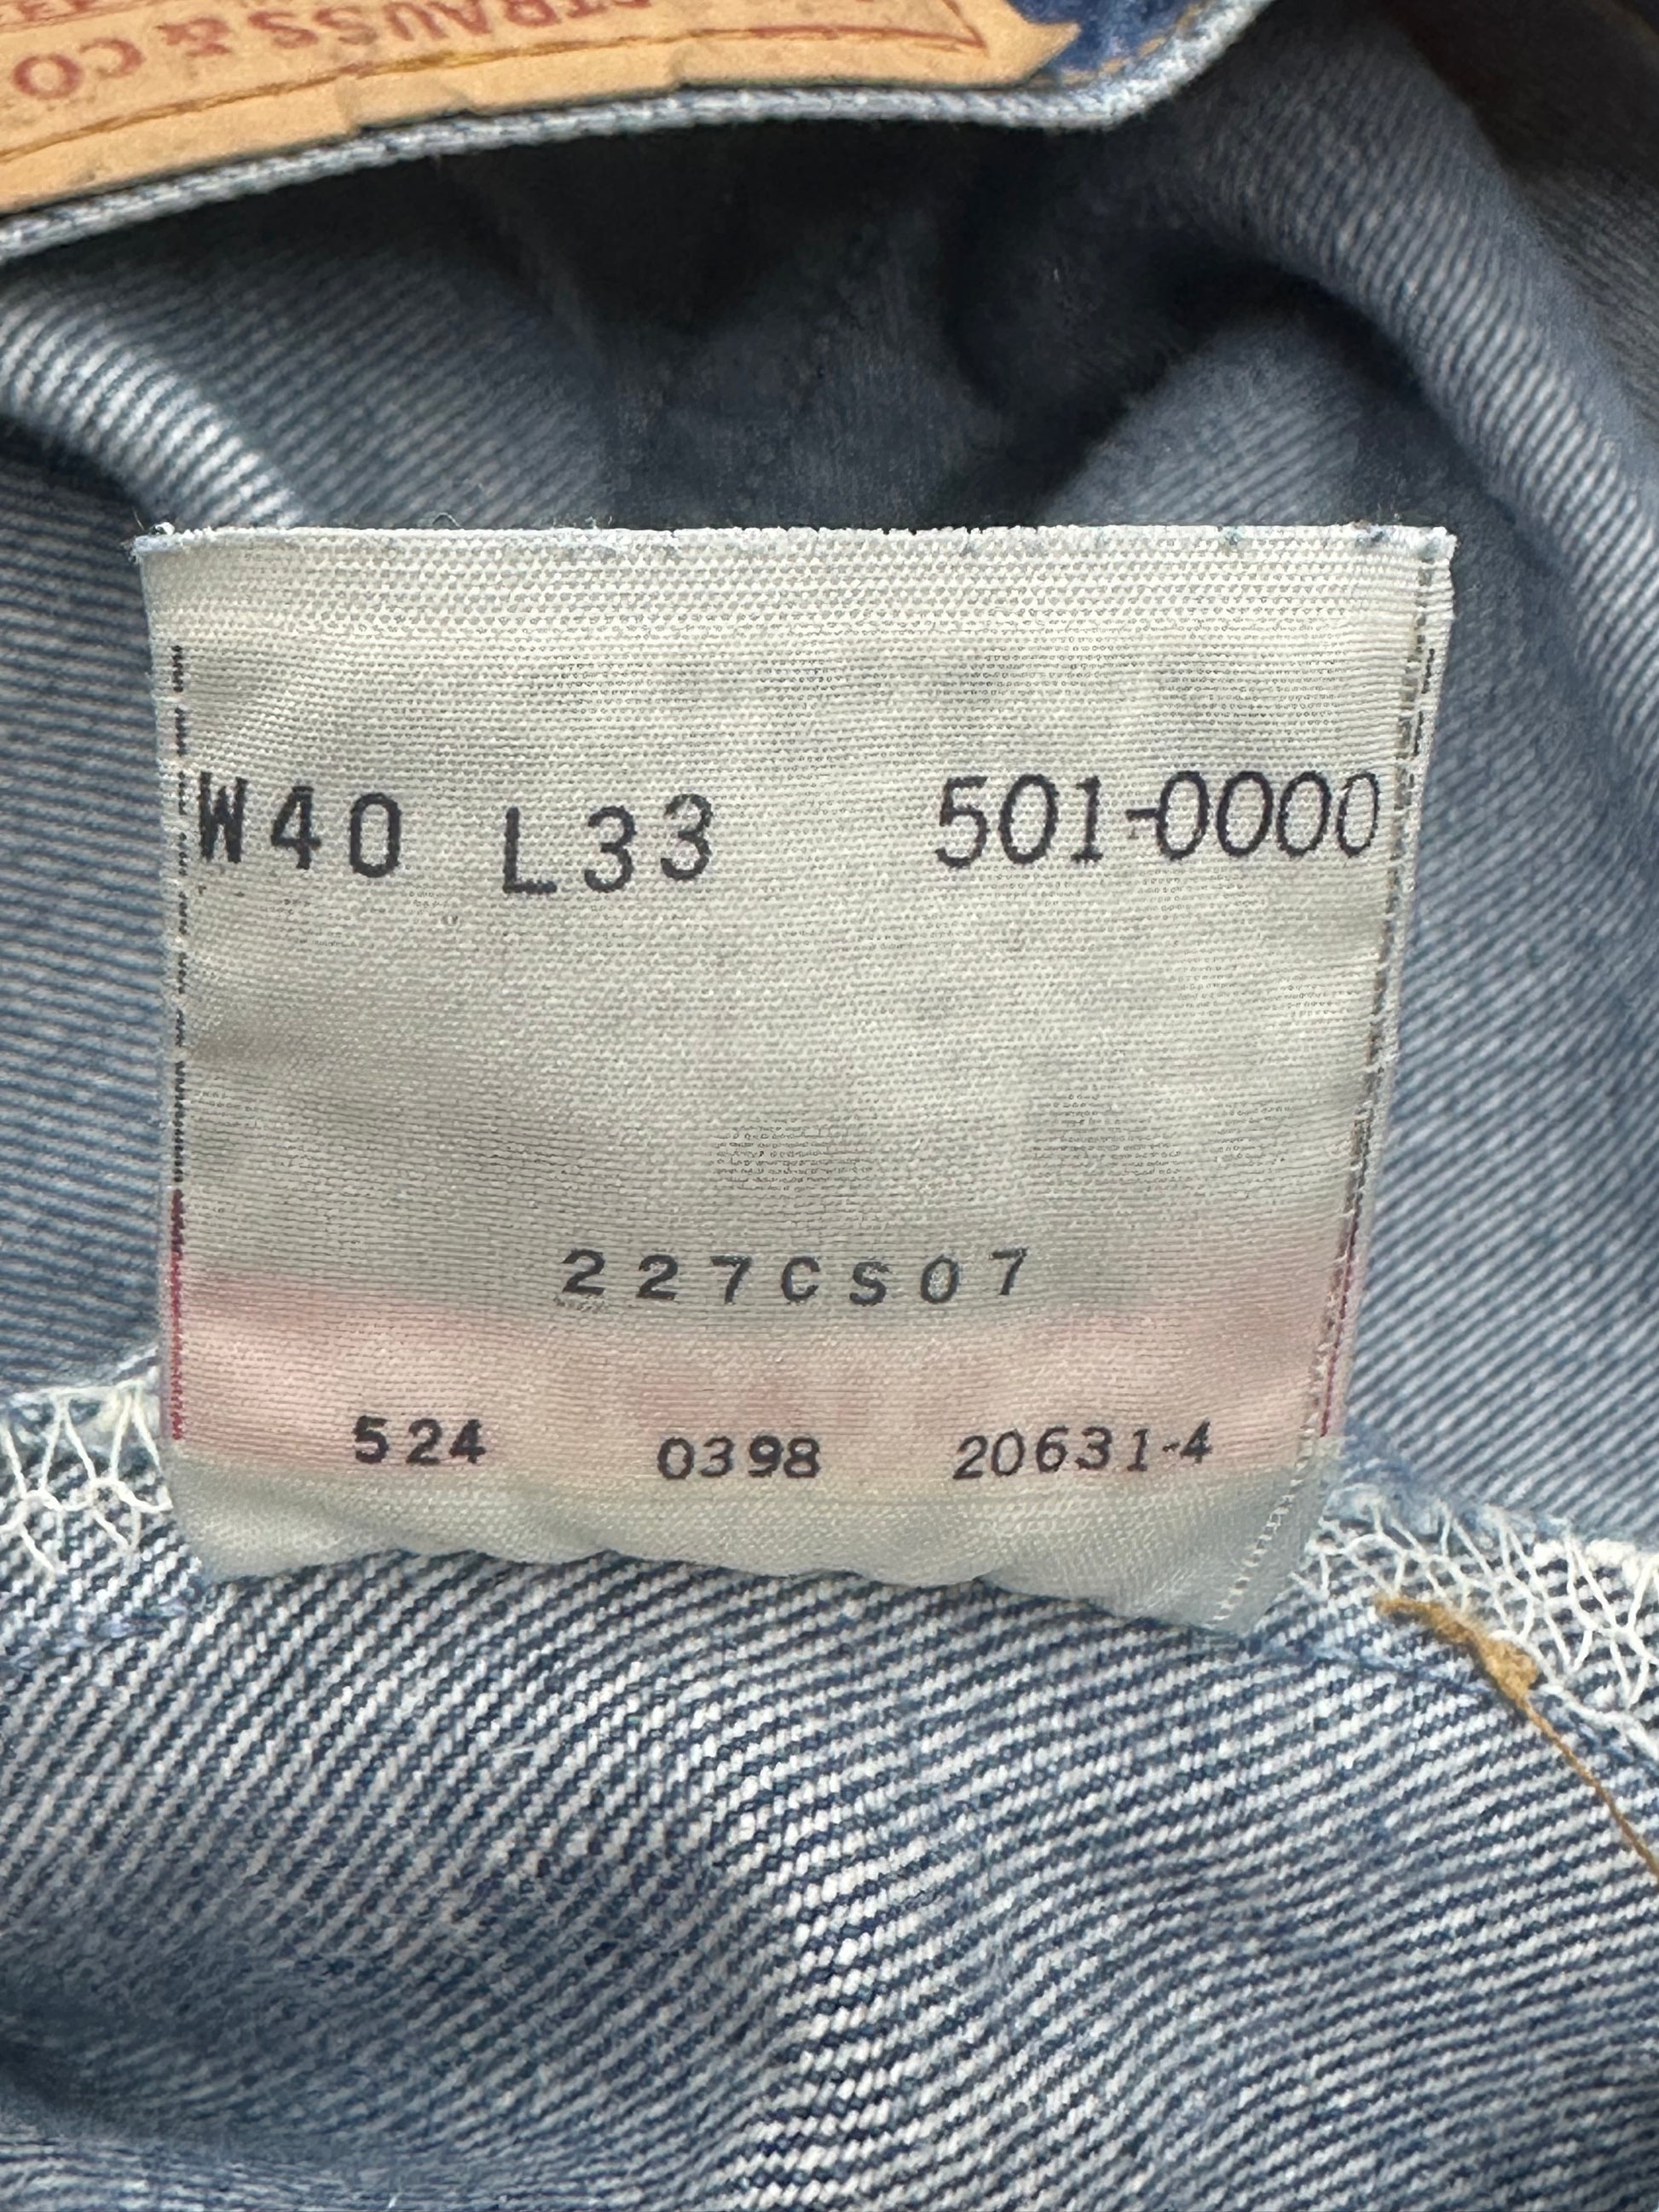 STRAUSS & CO
W40 L33 501-0000
227CS07
524 0398 20631-4